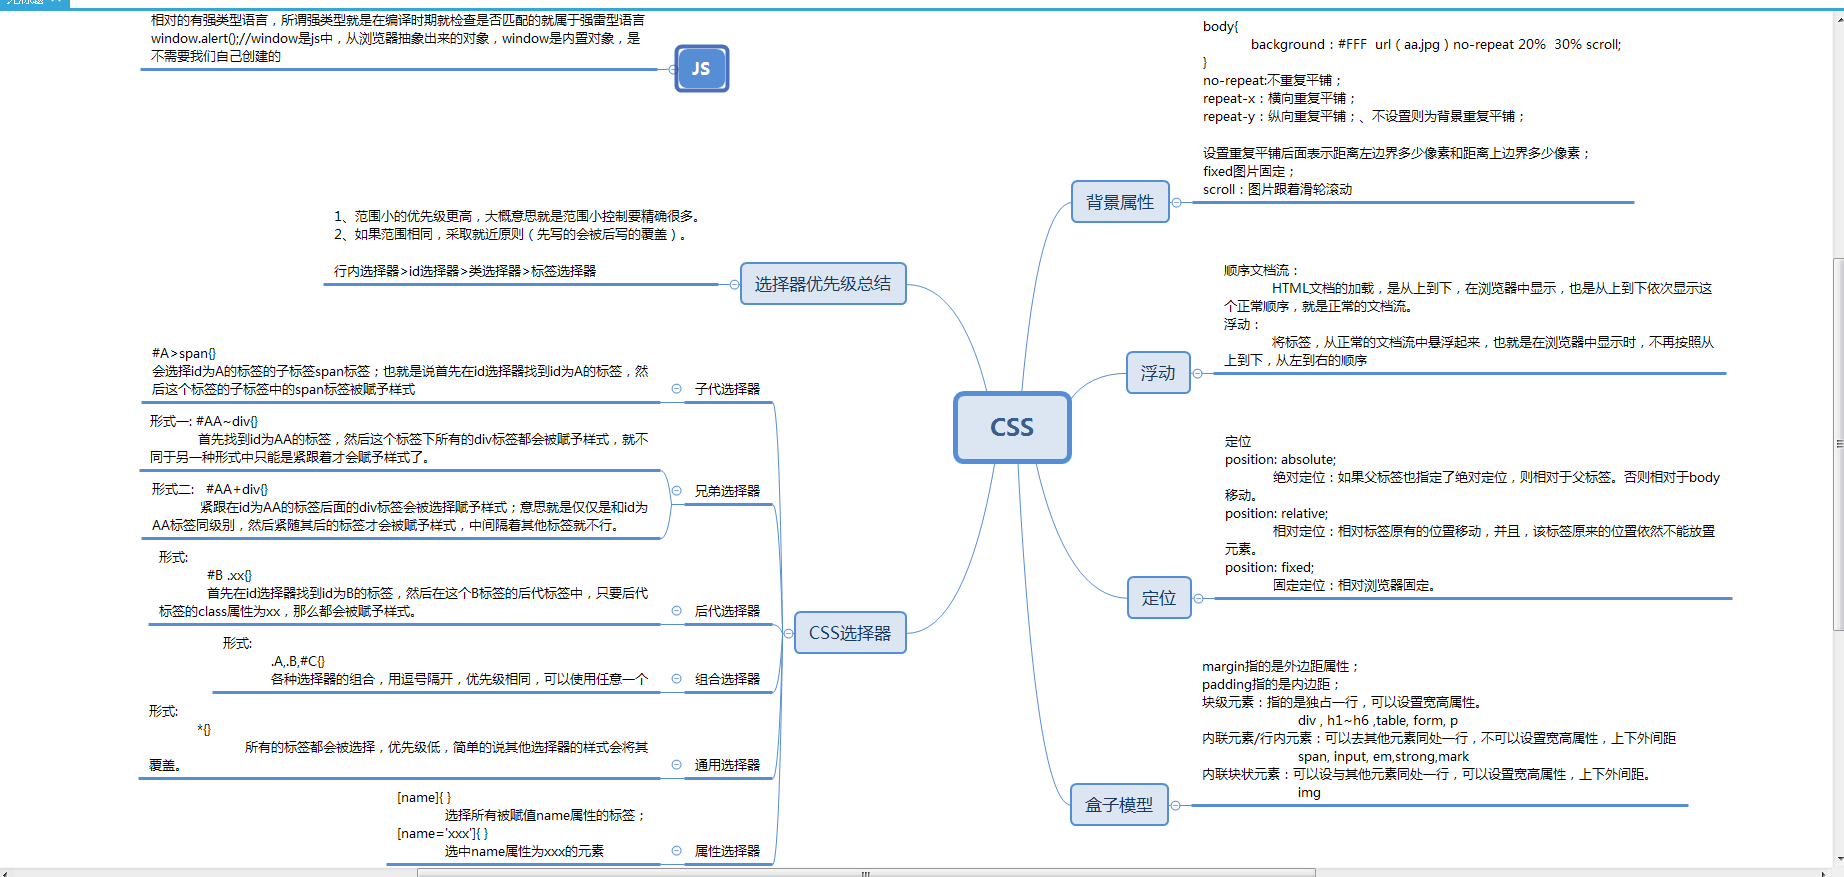 相对的有强类型语言，所谓强类型就是在编译时期就检查是否匹配的就属于强雷型语言
window.alert();//window是js中，从浏览器抽象出来的对象，window是内置对象，是
不需要我们自己创建的
JS
1、范围小的优先级更高，大概意思就是范围小控制要精确很多。
2、如果范围相同，采取就近原则（先写的会被后写的覆盖）。
行内选择器>id选择器>类选择器>标签选择器
选择器优先级总结
#A>span{}
会选择id为A的标签的子标签span标签；也就是说首先在id选择器找到id为A的标签，然
后这个标签的子标签中的span标签被赋予样式
子代选择器
形式一: #AA~div{}
首先找到id为AA的标签，然后这个标签下所有的div标签都会被赋予样式，就不
同于另一种形式中只能是紧跟着才会赋予样式了。
形式二: #AA+div{}
紧跟在id为AA的标签后面的div标签会被选择赋予样式；意思就是仅仅是和id为
AA标签同级别，然后紧随其后的标签才会被赋予样式，中间隔着其他标签就不行。
兄弟选择器
形式:
#B .xx{}
首先在id选择器找到id为B的标签，然后在这个B标签的后代标签中，只要后代
标签的class属性为xx，那么都会被赋予样式。
后代选择器
形式:
.A,.B,#C{}
各种选择器的组合，用逗号隔开，优先级相同，可以使用任意一个
组合选择器
形式:
*{}
所有的标签都会被选择，优先级低，简单的说其他选择器的样式会将其
覆盖。
通用选择器
[name]{ }
选择所有被赋值name属性的标签；
[name='xxx']{ }
选中name属性为xxx的元素
属性选择器
CSS选择器
CSS
body{
background：#FFF  url（aa.jpg）no-repeat 20%  30% scroll;
}
no-repeat:不重复平铺；
repeat-x：横向重复平铺；
repeat-y：纵向重复平铺；、不设置则为背景重复平铺；
设置重复平铺后面表示距离左边界多少像素和距离上边界多少像素；
fixed图片固定；
scroll：图片跟着滑轮滚动
背景属性
顺序文档流：
HTML文档的加载，是从上到下，在浏览器中显示，也是从上到下依次显示这
个正常顺序，就是正常的文档流。
浮动：
将标签，从正常的文档流中悬浮起来，也就是在浏览器中显示时，不再按照从
上到下，从左到右的顺序
浮动
定位
position: absolute;
绝对定位：如果父标签也指定了绝对定位，则相对于父标签。否则相对于body
移动。
position: relative;
相对定位：相对标签原有的位置移动，并且，该标签原来的位置依然不能放置
元素。
position: fixed;
固定定位：相对浏览器固定。
定位
margin指的是外边距属性；
padding指的是内边距；
块级元素：指的是独占一行，可以设置宽高属性。
div , h1~h6 ,table, form, p
内联元素/行内元素：可以去其他元素同处一行，不可以设置宽高属性，上下外间距
span, input, em,strong,mark
内联块状元素：可以设与其他元素同处一行，可以设置宽高属性，上下外间距。
img
盒子模型